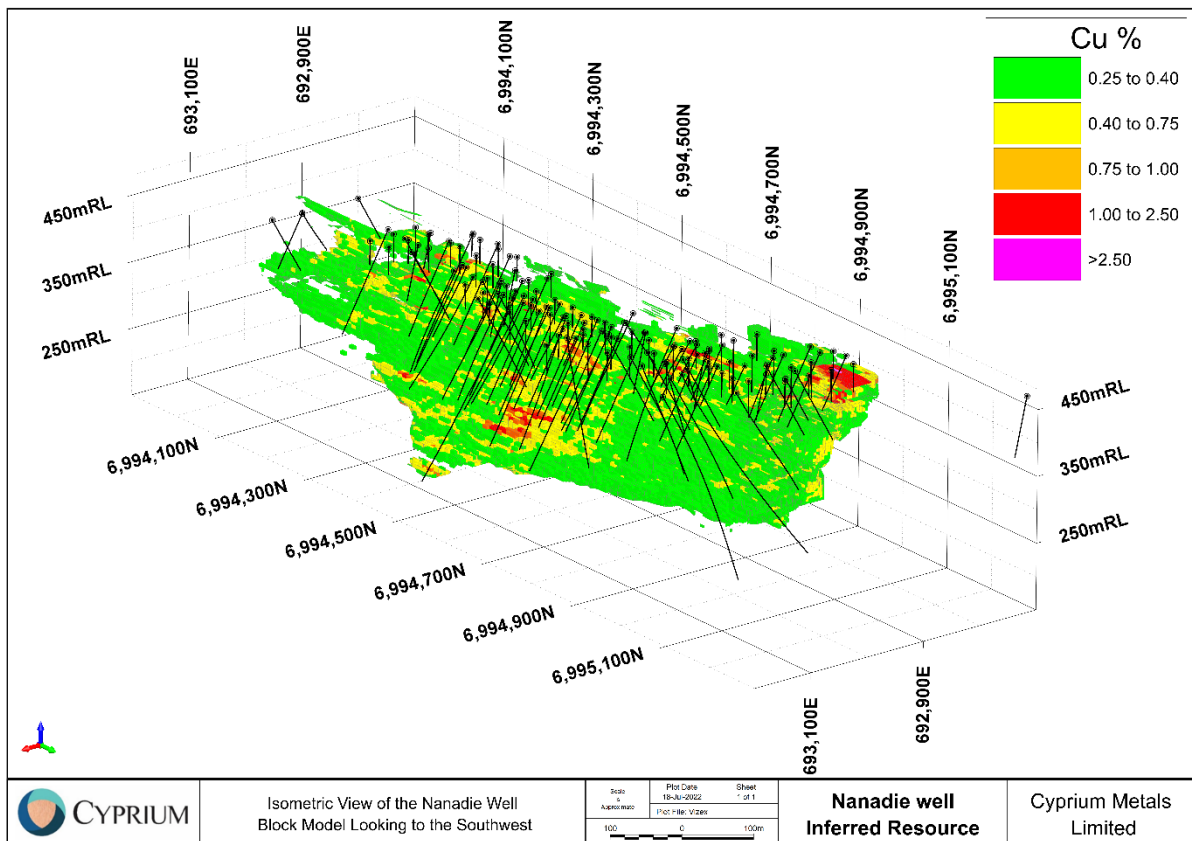 693,100E
692,900E
6,994,100N
6,994,300N
6,994,500N
6,994,700N
6,994,900N
6,995,100N
Cu %
0.25 to 0.40
0.40 to 0.75
0.75 to 1.00
1.00 to 2.50
>2.50
450mRL
350mRL
250mRL
450mRL
350mRL
250mRL
6,994,100N
6,994,300N
6,994,500N
6,994,700N
6,994,900N
6,995,100N
693,100E
692,900E
CYPRIUM
Isometric View of the Nanadie Well
Block Model Looking to the Southwest
Scale
Approximate
Plot Date
18-Jul-2022
Sheet
1 of 1
Plot File: Vizex
100 0 100m
Nanadie well
Inferred Resource
Cyprium Metals
Limited